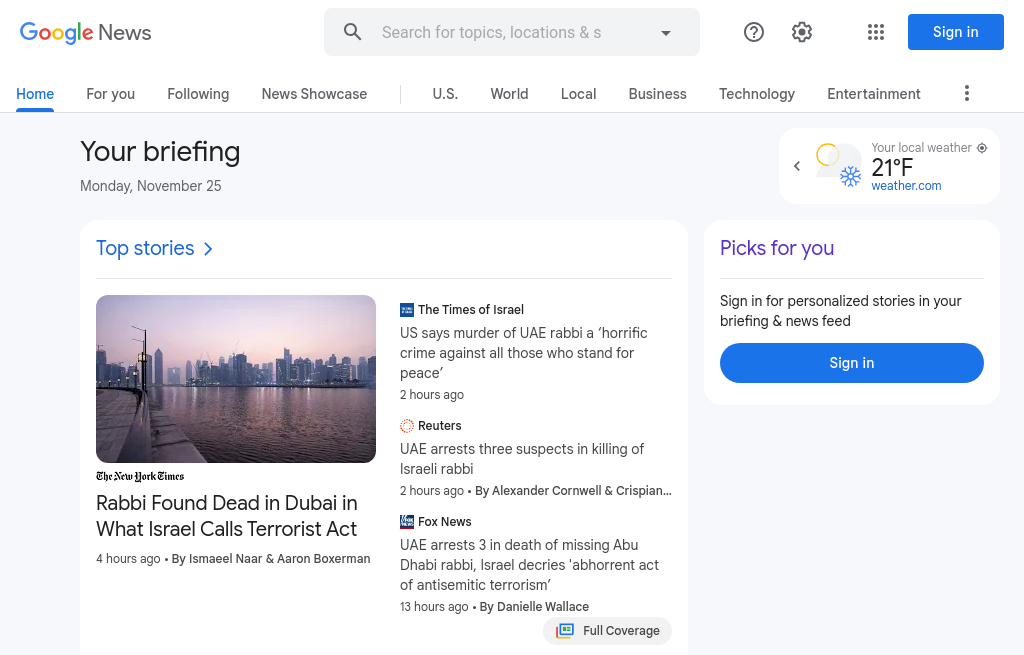 Google News
Search for topics, locations & s
Sign in
Home
For you
Following
News Showcase
U.S.
World
Local
Business
Technology
Entertainment
Your briefing
Monday, November 25
Your local weather
21°F
weather.com
Top stories
The New York Times
Rabbi Found Dead in Dubai in
What Israel Calls Terrorist Act
4 hours ago • By Ismaeel Naar & Aaron Boxerman
The Times of Israel
US says murder of UAE rabbi a ‘horrific
crime against all those who stand for
peace’
2 hours ago
Reuters
UAE arrests three suspects in killing of
Israeli rabbi
2 hours ago • By Alexander Cornwell & Crispian...
Fox News
UAE arrests 3 in death of missing Abu
Dhabi rabbi, Israel decries 'abhorrent act
of antisemitic terrorism’
13 hours ago • By Danielle Wallace
Full Coverage
Picks for you
Sign in for personalized stories in your
briefing & news feed
Sign in